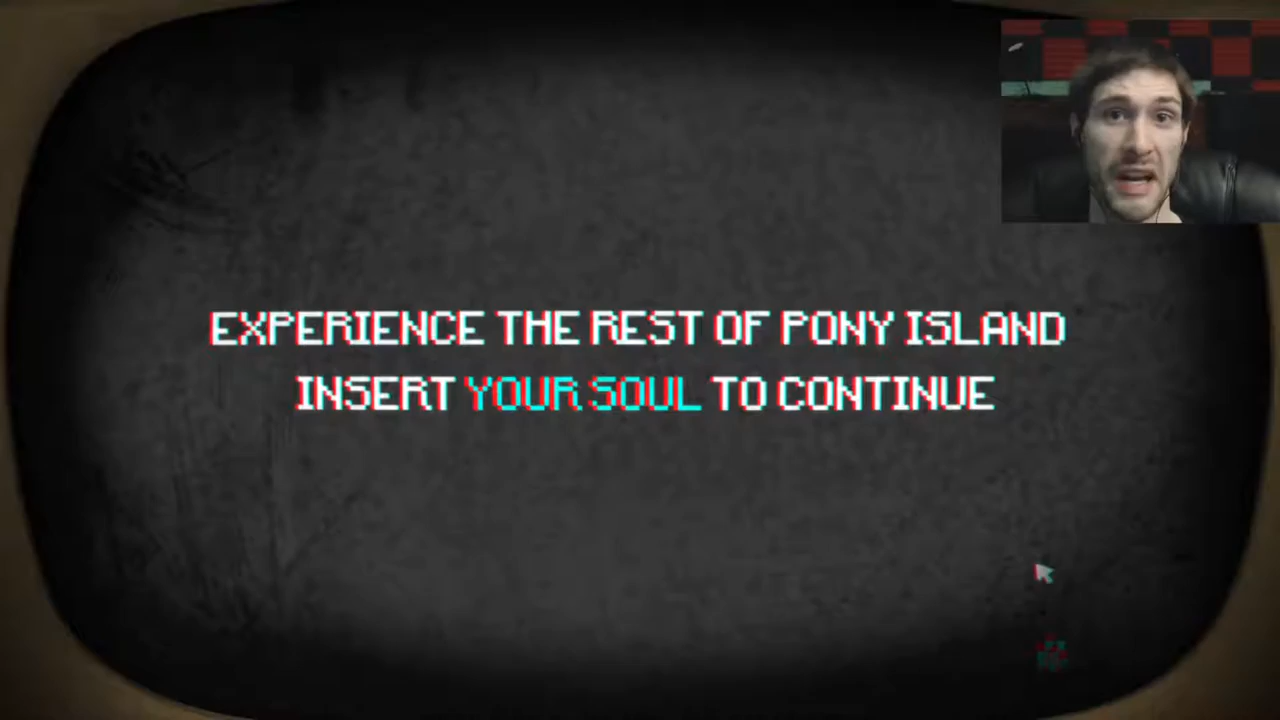 EXPERIENCE THE REST OF PONY ISLAND
INSERT YOUR SOUL TO CONTINUE